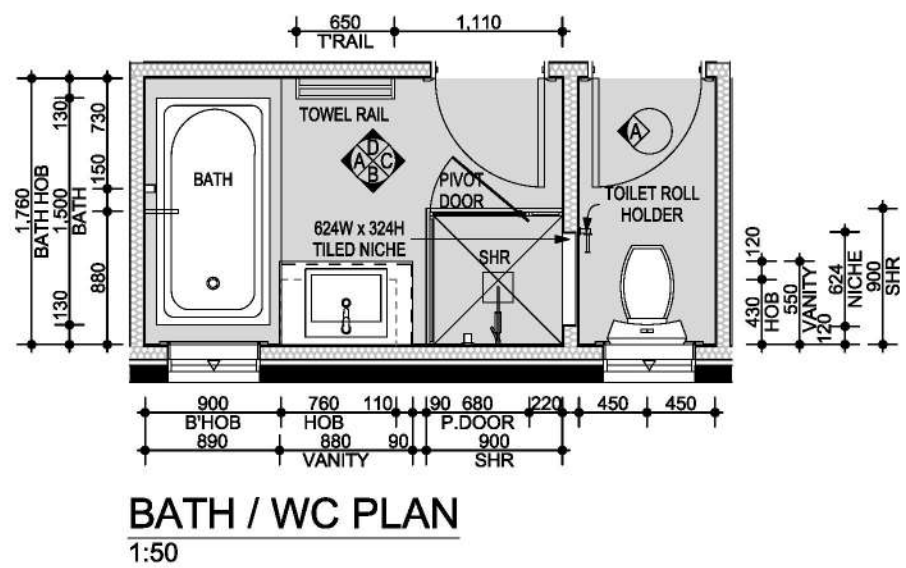 650
T'RAIL
1,110
TOWEL RAIL
A
D
C
B
BATH
PIVOT
DOOR
624W x 324H
TILED NICHE
SHR
A
TOILET ROLL
HOLDER
1,760
BATH HOB
130
1,500
BATH
130
730
150
880
120
430
HOB
550
VANITY
120
624
NICHE
900
SHR
900
760
110
90
680
220
450
450
B'HOB
HOB
P.DOOR
890
880
90
900
VANITY
SHR
BATH / WC PLAN
1:50